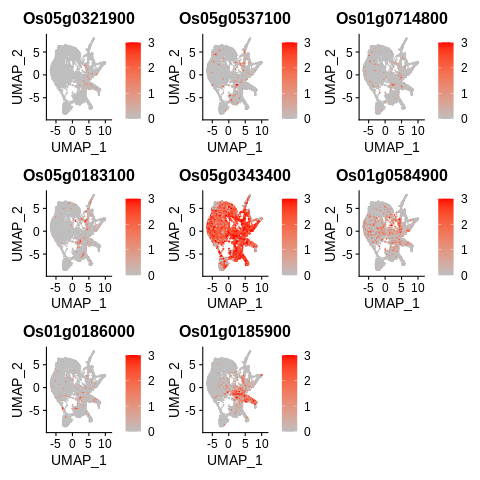 Os05g0321900 Os05g0537100 Os01g0714800
UMAP_2 5 0 -5 3 2 1 0 UMAP_2 5 0 -5 3 2 1 0 UMAP_2 5 0 -5 3 2 1 0
-5 0 5 10 -5 0 5 10 -5 0 5 10
UMAP_1 UMAP_1 UMAP_1
Os05g0183100 Os05g0343400 Os01g0584900
UMAP_2 5 0 -5 3 2 1 0 UMAP_2 5 0 -5 3 2 1 0 UMAP_2 5 0 -5 3 2 1 0
-5 0 5 10 -5 0 5 10 -5 0 5 10
UMAP_1 UMAP_1 UMAP_1
Os01g0186000 Os01g0185900
UMAP_2 5 0 -5 3 2 1 0 UMAP_2 5 0 -5 3 2 1 0
-5 0 5 10 -5 0 5 10
UMAP_1 UMAP_1